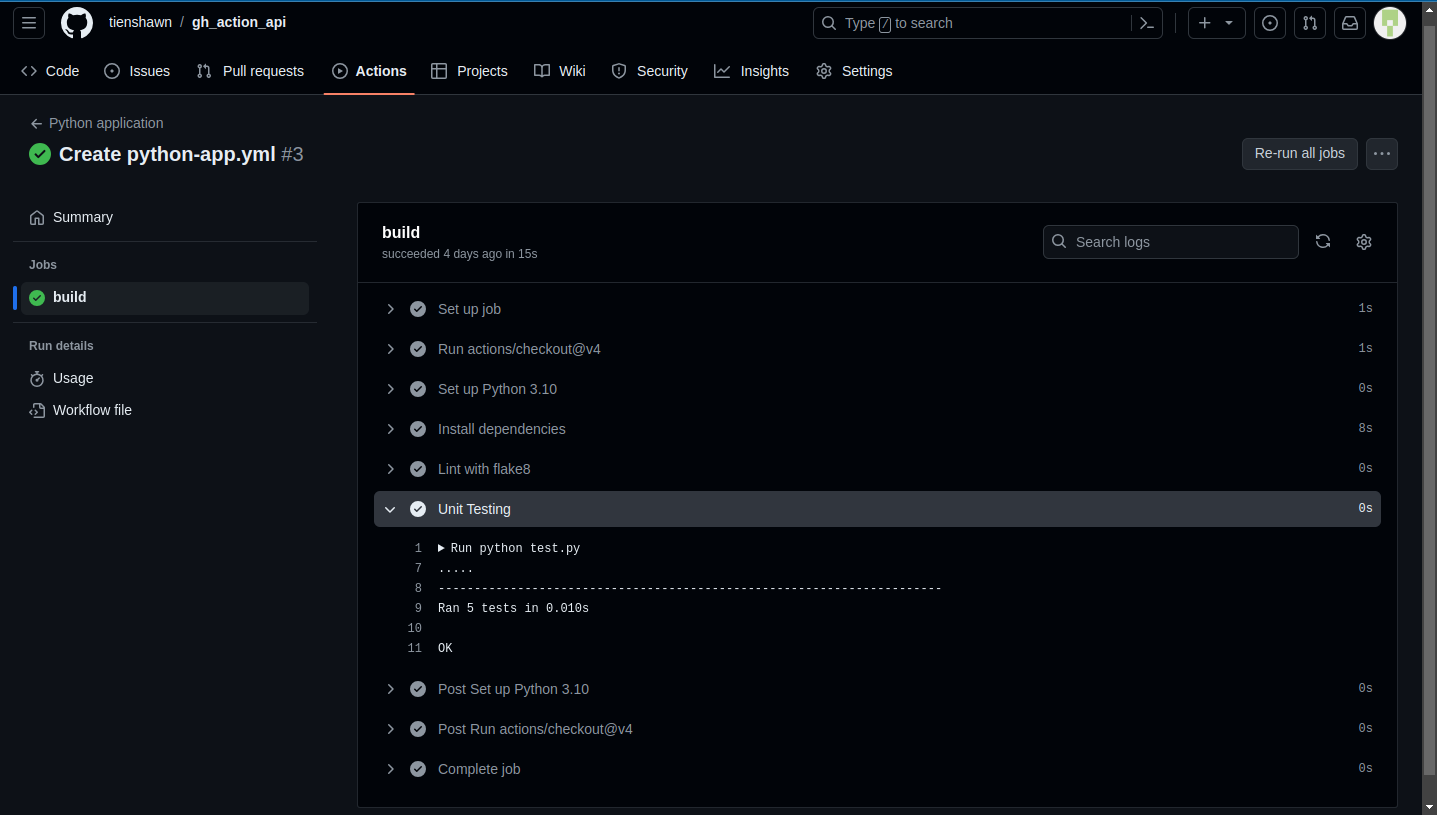 tienshawn / gh_action_api
Type / to search
Code Issues Pull requests Actions Projects Wiki Security Insights Settings
Python application
Create python-app.yml #3
Re-run all jobs
Summary
Jobs
build
Run details
Usage
Workflow file
build
succeeded 4 days ago in 15s
Search logs
Set up job 1s
Run actions/checkout@v4 1s
Set up Python 3.10 0s
Install dependencies 8s
Lint with flake8 0s
Unit Testing 0s
1 Run python test.py
7 .....
8 ----------------------------------------------------------------------
9 Ran 5 tests in 0.010s
10
11 OK
Post Set up Python 3.10 0s
Post Run actions/checkout@v4 0s
Complete job 0s